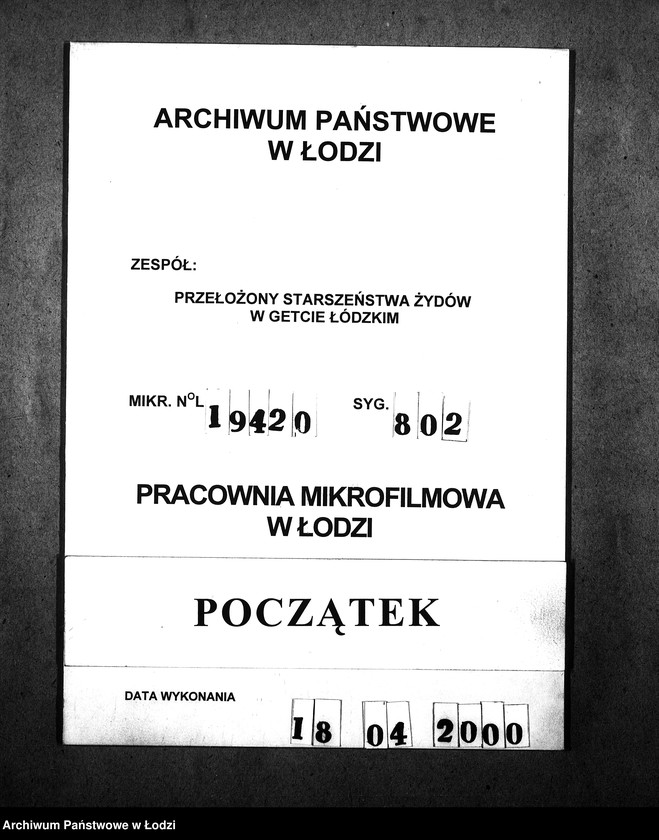 ARCHIWUM PAŃSTWOWE
W ŁODZI
ZESPÓŁ:
PRZEŁOŻONY STARSZEŃSTWA ŻYDÓW
W GETCIE ŁÓDZKIM
MIKR. NOL 19420 SYG. 802
PRACOWNIA MIKROFILMOWA
W ŁODZI
POCZĄTEK
DATA WYKONANIA 18 04 2000
Archiwum Państwowe w Łodzi